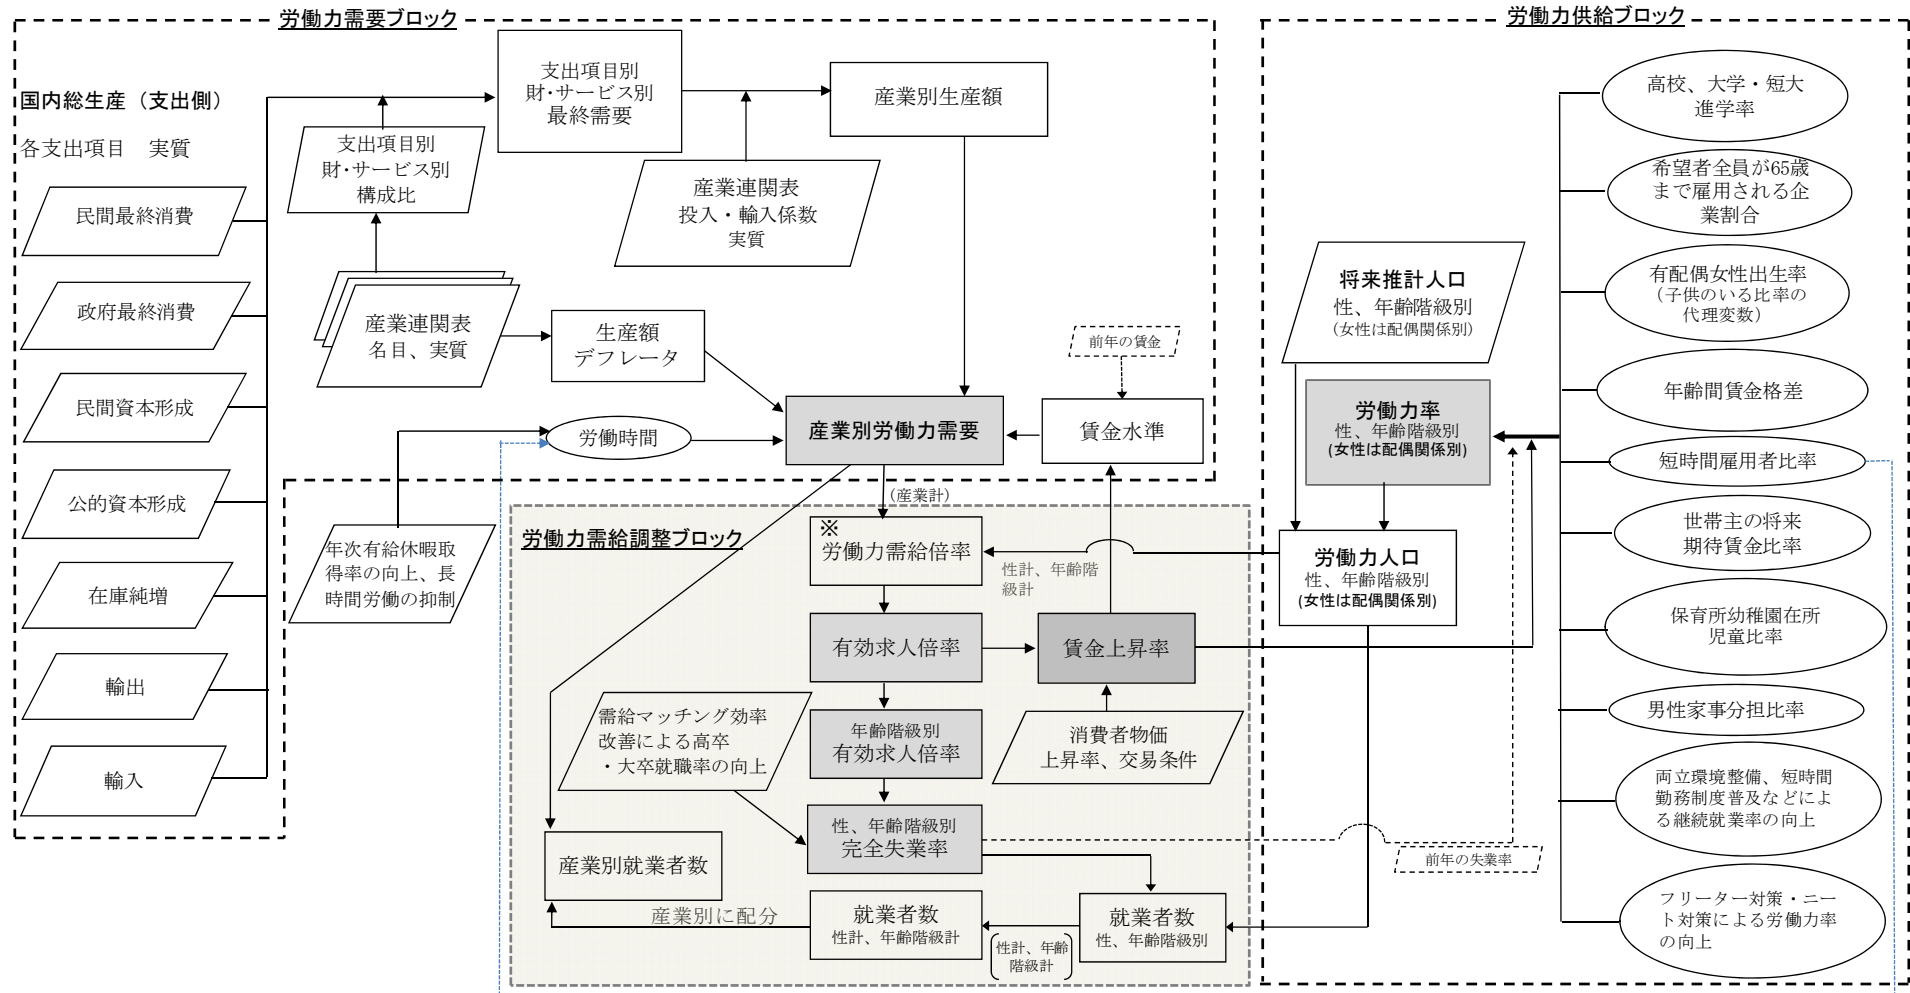 労働力需要ブロック
国内総生産（支出側）
各支出項目　実質
民間最終消費
政府最終消費
民間資本形成
公的資本形成
在庫純増
輸出
輸入
支出項目別
財・サービス別
構成比
支出項目別
財・サービス別
最終需要
産業別生産額
産業連関表
投入・輸入係数
実質
産業連関表
名目、実質
生産額
デフレータ
労働時間
産業別労働力需要
前年の賃金
賃金水準
年次有給休暇取
得率の向上、長
時間労働の抑制
労働力需給調整ブロック
（産業計）
※
労働力需給倍率
性計、年齢階
級計
有効求人倍率
賃金上昇率
需給マッチング効率
改善による高卒
・大卒就職率の向上
年齢階級別
有効求人倍率
消費者物価
上昇率、交易条件
性、年齢階級別
完全失業率
産業別就業者数
産業別に配分
就業者数
性計、年齢階級計
性計、年齢
階級計
就業者数
性、年齢階級別
労働力供給ブロック
将来推計人口
性、年齢階級別
（女性は配偶関係別）
労働力率
性、年齢階級別
(女性は配偶関係別)
労働力人口
性、年齢階級別
(女性は配偶関係別)
前年の失業率
高校、大学・短大
進学率
希望者全員が65歳
まで雇用される企
業割合
有配偶女性出生率
（子供のいる比率の
代理変数）
年齢間賃金格差
短時間雇用者比率
世帯主の将来
期待賃金比率
保育所幼稚園在所
児童比率
男性家事分担比率
両立環境整備、短時間
勤務制度普及などによ
る継続就業率の向上
フリーター対策・ニー
ト対策による労働力率
の向上